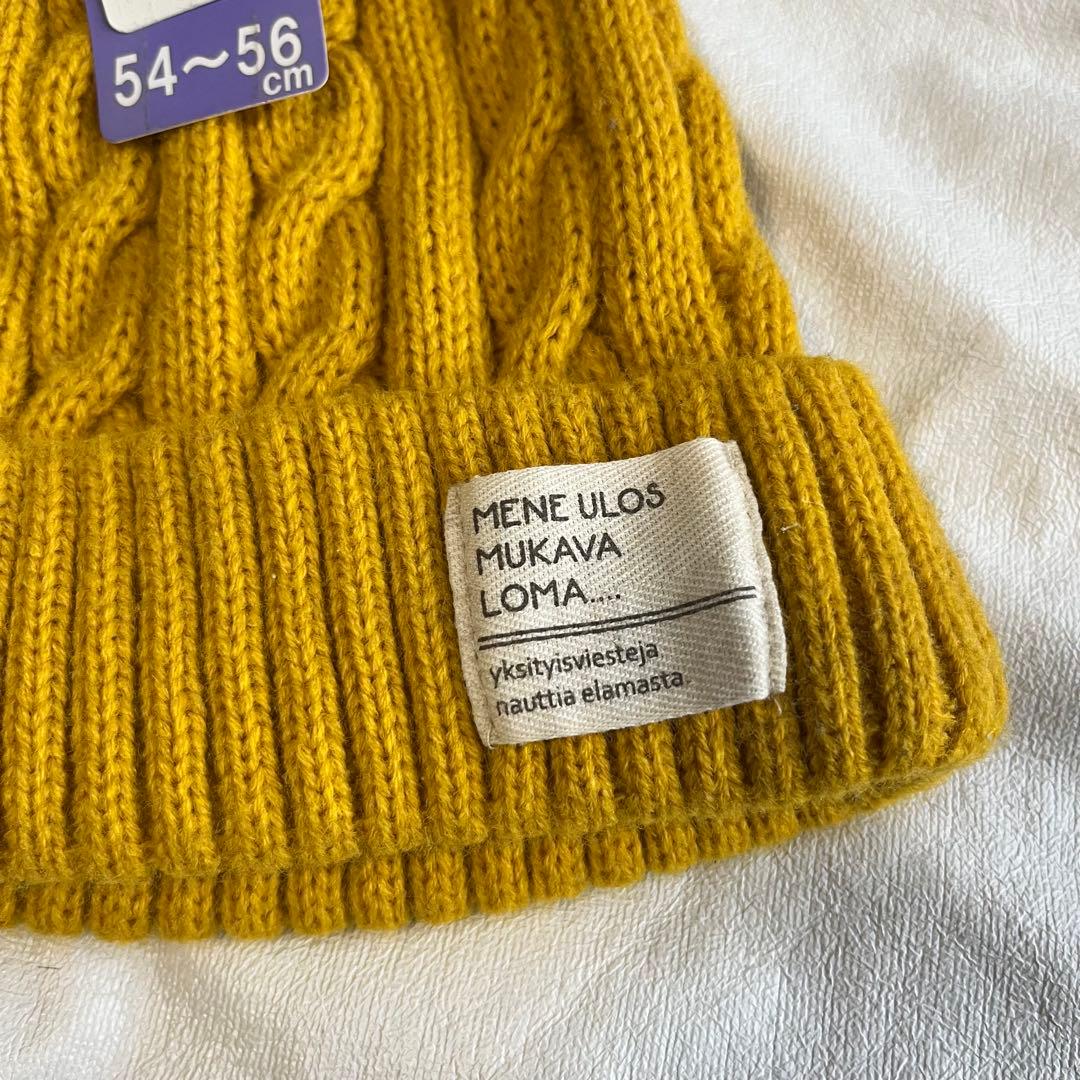 54～56
cm
MENE ULOS
MUKAVA
LOMA....
yksityisviesteja
nauttia elamasta.